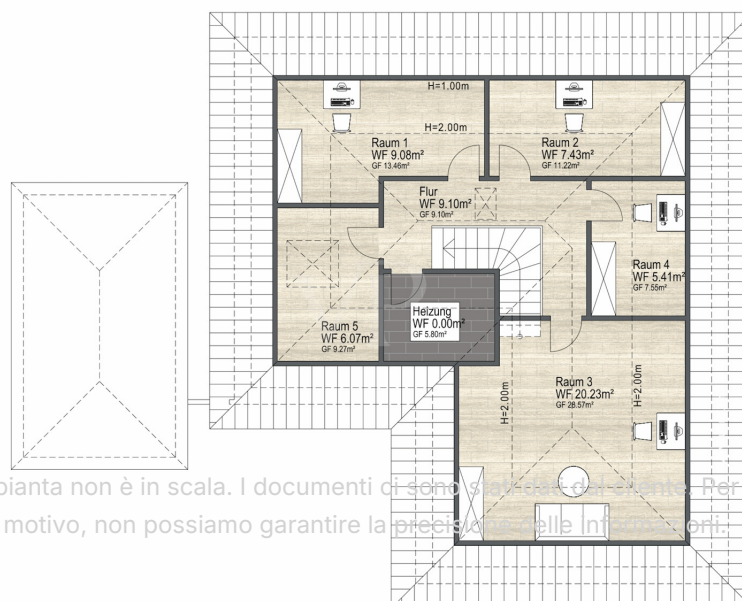 H=1.00m
H=2.00m
Raum 1
WF 9.08m²
GF 13.46m²
Raum 2
WF 7.43m²
GF 11.22m²
Flur
WF 9.10m²
GF 9.10m²
Raum 4
WF 5.41m²
GF 7.55m²
Heizung
WF 0.00m²
GF 5.80m²
Raum 5
WF 6.07m²
GF 9.27m²
Raum 3
WF 20.23m²
GF 28.57m²
H=2.00m
H=2.00m
pianta non è in scala. I documenti ci sono stati dati dal cliente. Per
motivo, non possiamo garantire la precisione delle informazioni.